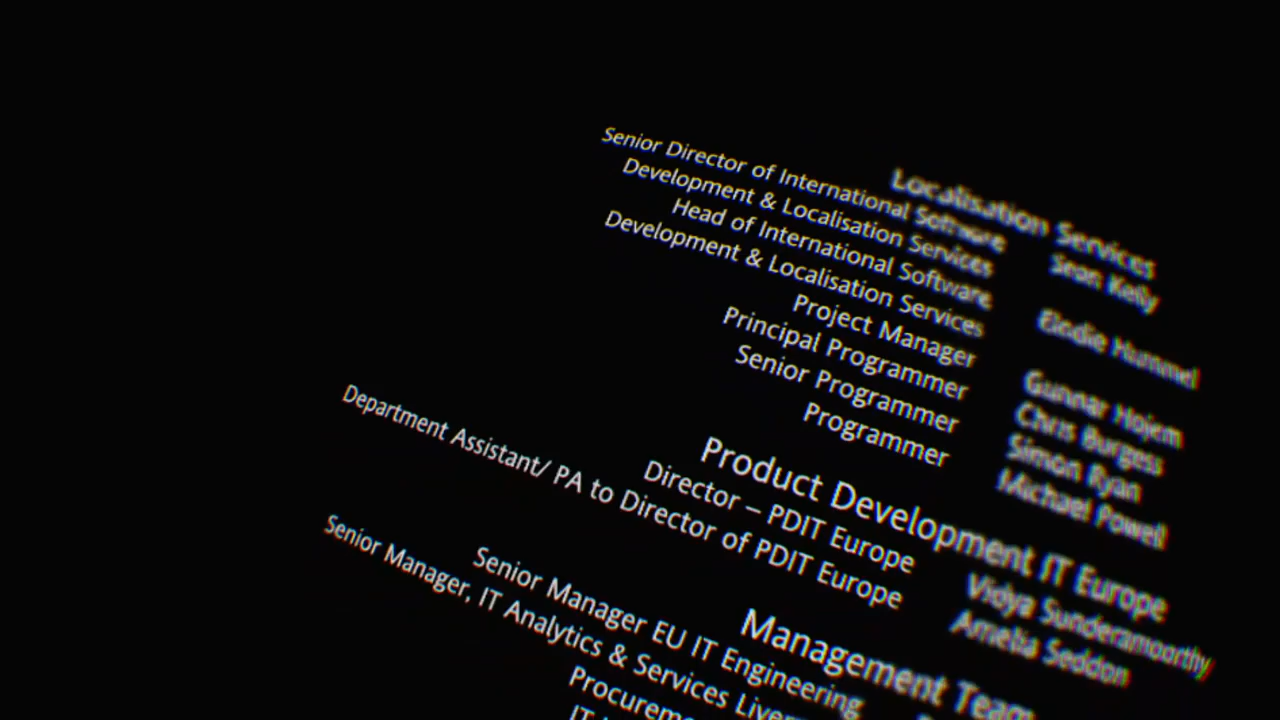 Localisation Services
Senior Director of International Software
Development & Localisation Services
Sean Kelly
Head of International Software
Development & Localisation Services
Elodie Hummel
Project Manager Gunnar Hojem
Principal Programmer Chris Burgess
Senior Programmer Simon Ryan
Programmer Michael Powell
Product Development IT Europe
Director – PDIT Europe Vidya Sunderamoorthy
Department Assistant/ PA to Director of PDIT Europe Amelia Seddon
Management Team
Senior Manager EU IT Engineering
Senior Manager, IT Analytics & Services